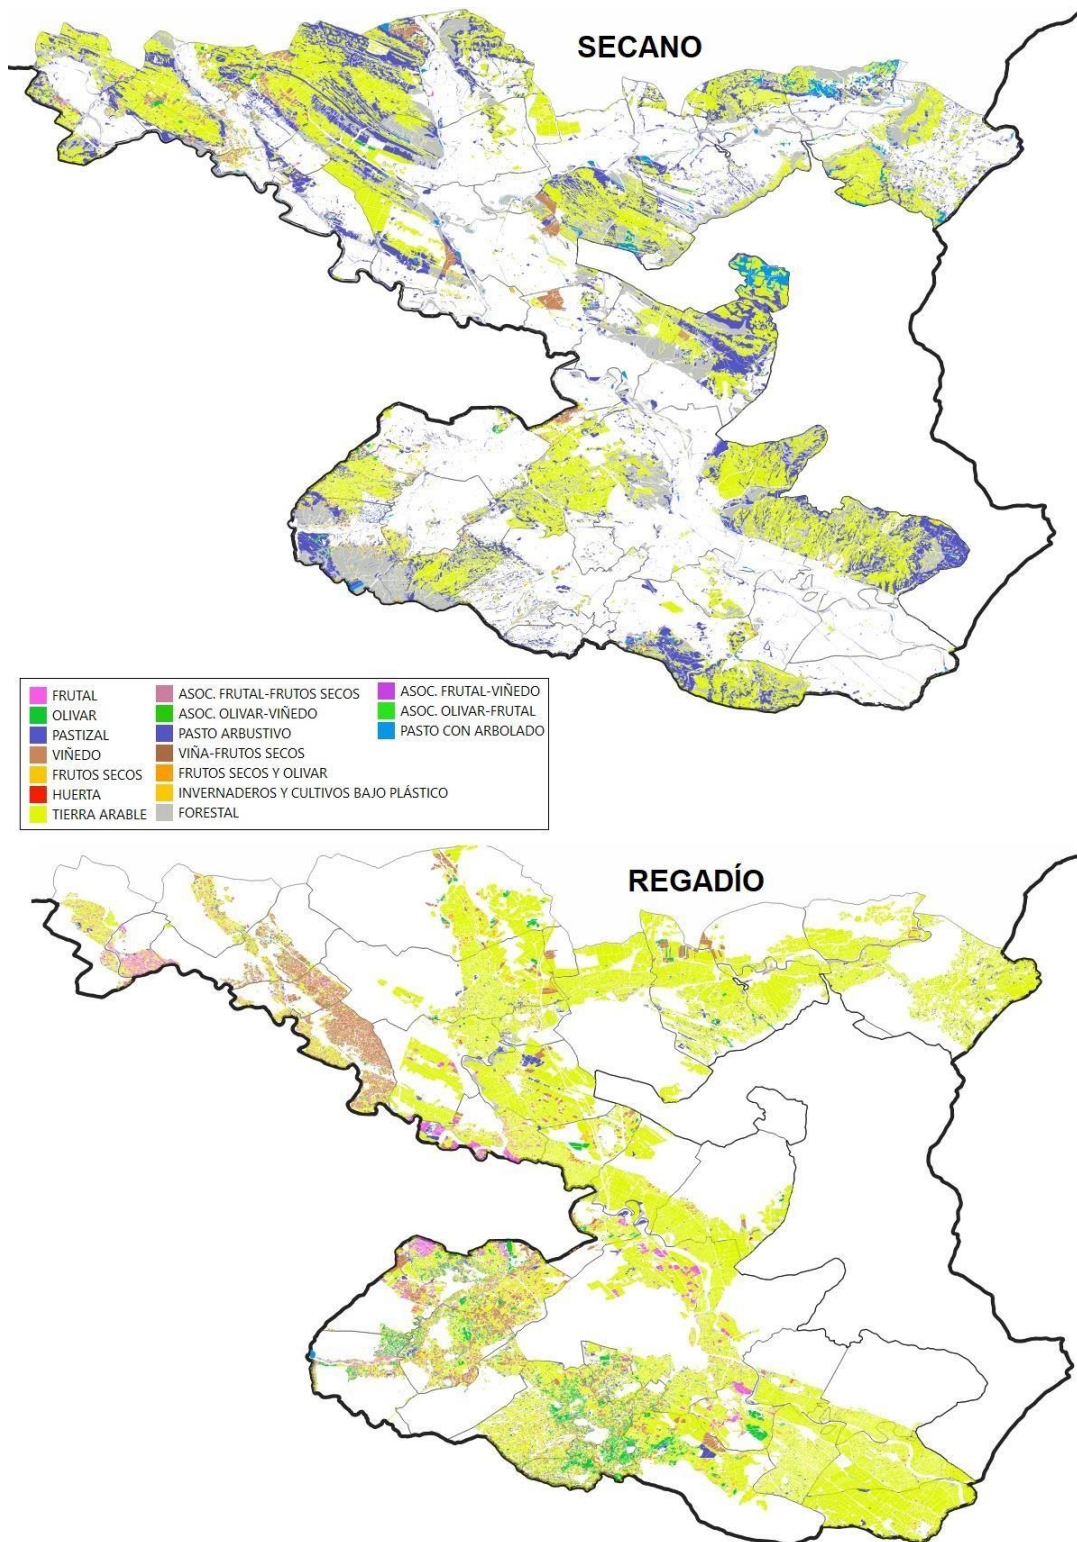 SECANO
FRUTAL
OLIVAR
PASTIZAL
VIÑEDO
FRUTOS SECOS
HUERTA
TIERRA ARABLE
ASOC. FRUTAL-FRUTOS SECOS
ASOC. OLIVAR-VIÑEDO
PASTO ARBUSTIVO
VIÑA-FRUTOS SECOS
FRUTOS SECOS Y OLIVAR
INVERNADEROS Y CULTIVOS BAJO PLÁSTICO
FORESTAL
ASOC. FRUTAL-VIÑEDO
ASOC. OLIVAR-FRUTAL
PASTO CON ARBOLADO
REGADÍO